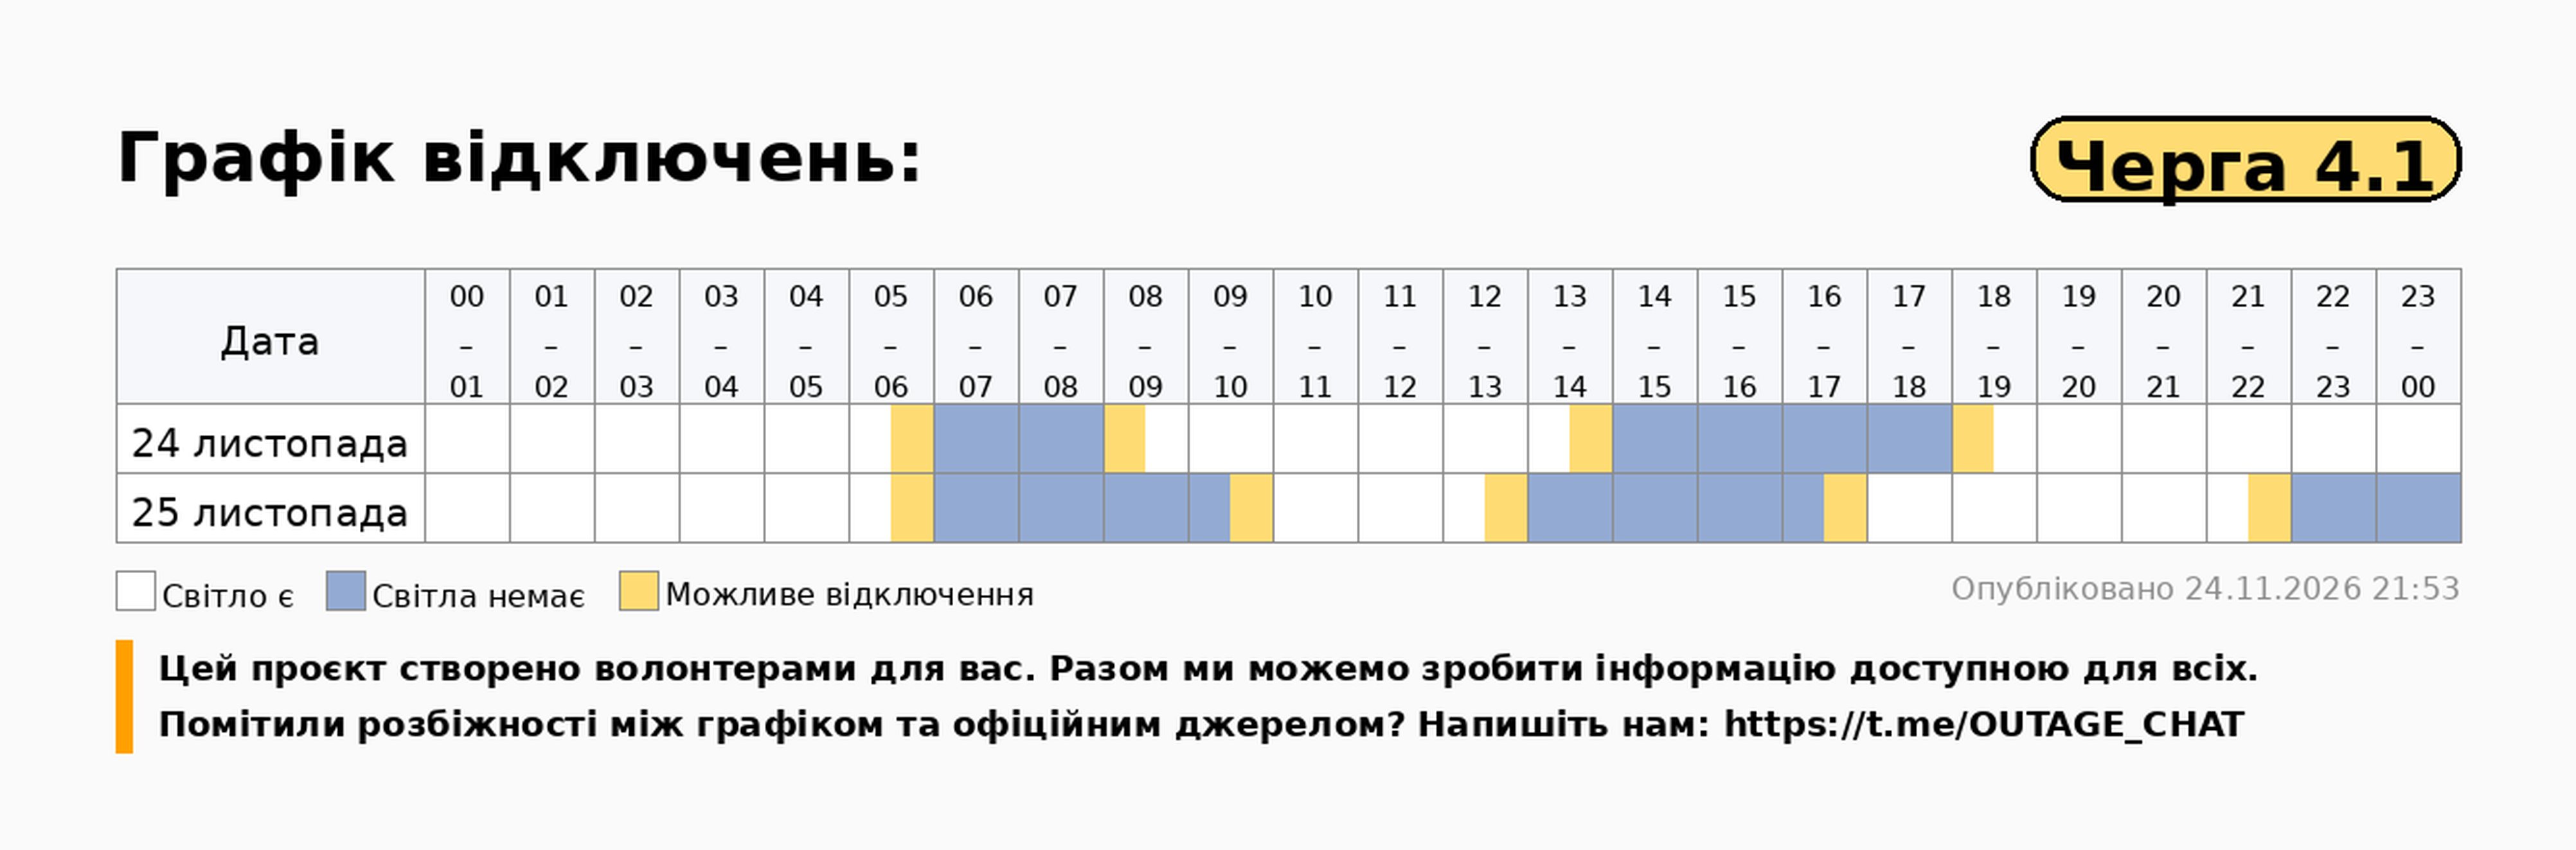 Графік відключень:
Черга 4.1
Дата 00 – 01 01 – 02 02 – 03 03 – 04 04 – 05 05 – 06 06 – 07 07 – 08 08 – 09 09 – 10 10 – 11 11 – 12 12 – 13 13 – 14 14 – 15 15 – 16 16 – 17 17 – 18 18 – 19 19 – 20 20 – 21 21 – 22 22 – 23 23 – 00
24 листопада
25 листопада
Світло є Світла немає Можливе відключення
Опубліковано 24.11.2026 21:53
Цей проєкт створено волонтерами для вас. Разом ми можемо зробити інформацію доступною для всіх.
Помітили розбіжності між графіком та офіційним джерелом? Напишіть нам: https://t.me/OUTAGE_CHAT